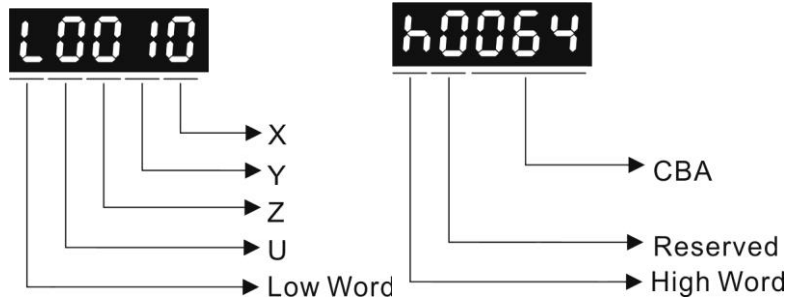 L0010
X
Y
Z
U
Low Word
h0064
CBA
Reserved
High Word